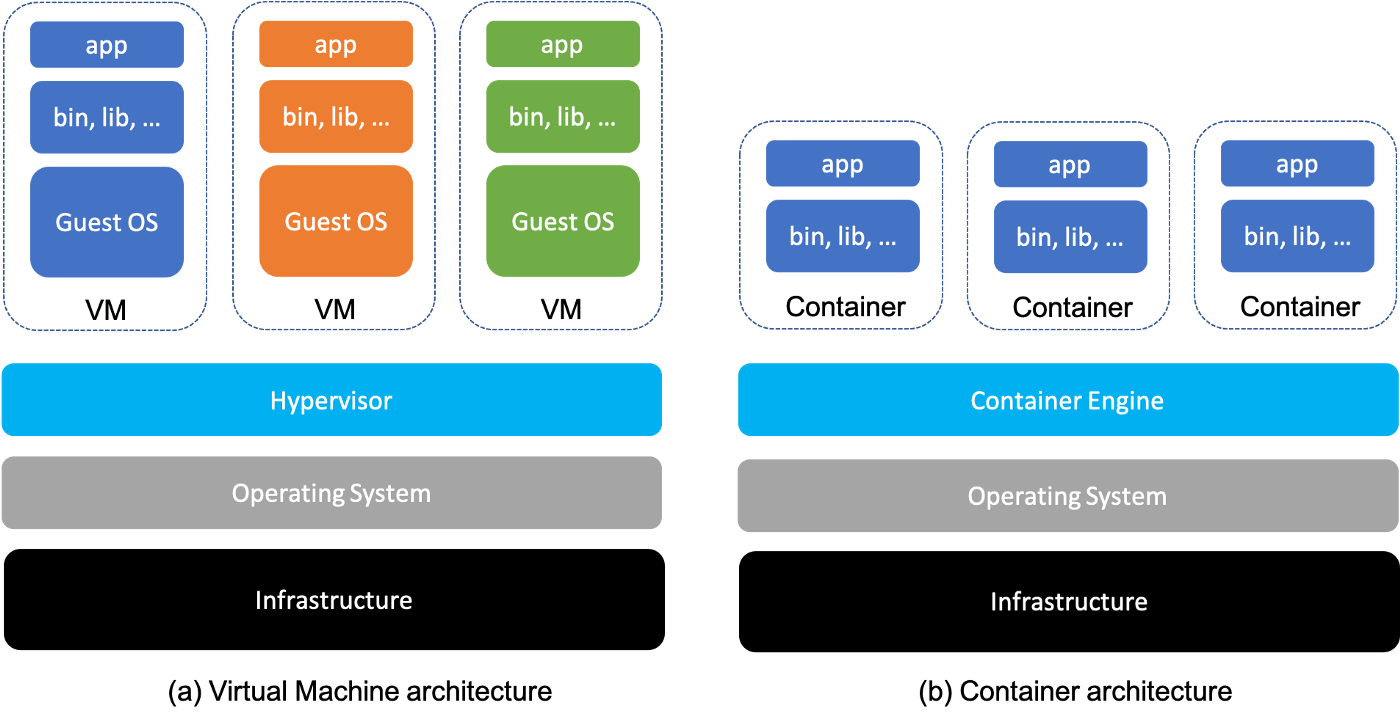 app
bin, lib, ...
Guest OS
VM
app
bin, lib, ...
Guest OS
VM
app
bin, lib, ...
Guest OS
VM
Hypervisor
Operating System
Infrastructure
(a) Virtual Machine architecture
app
bin, lib, ...
Container
app
bin, lib, ...
Container
app
bin, lib, ...
Container
Container Engine
Operating System
Infrastructure
(b) Container architecture